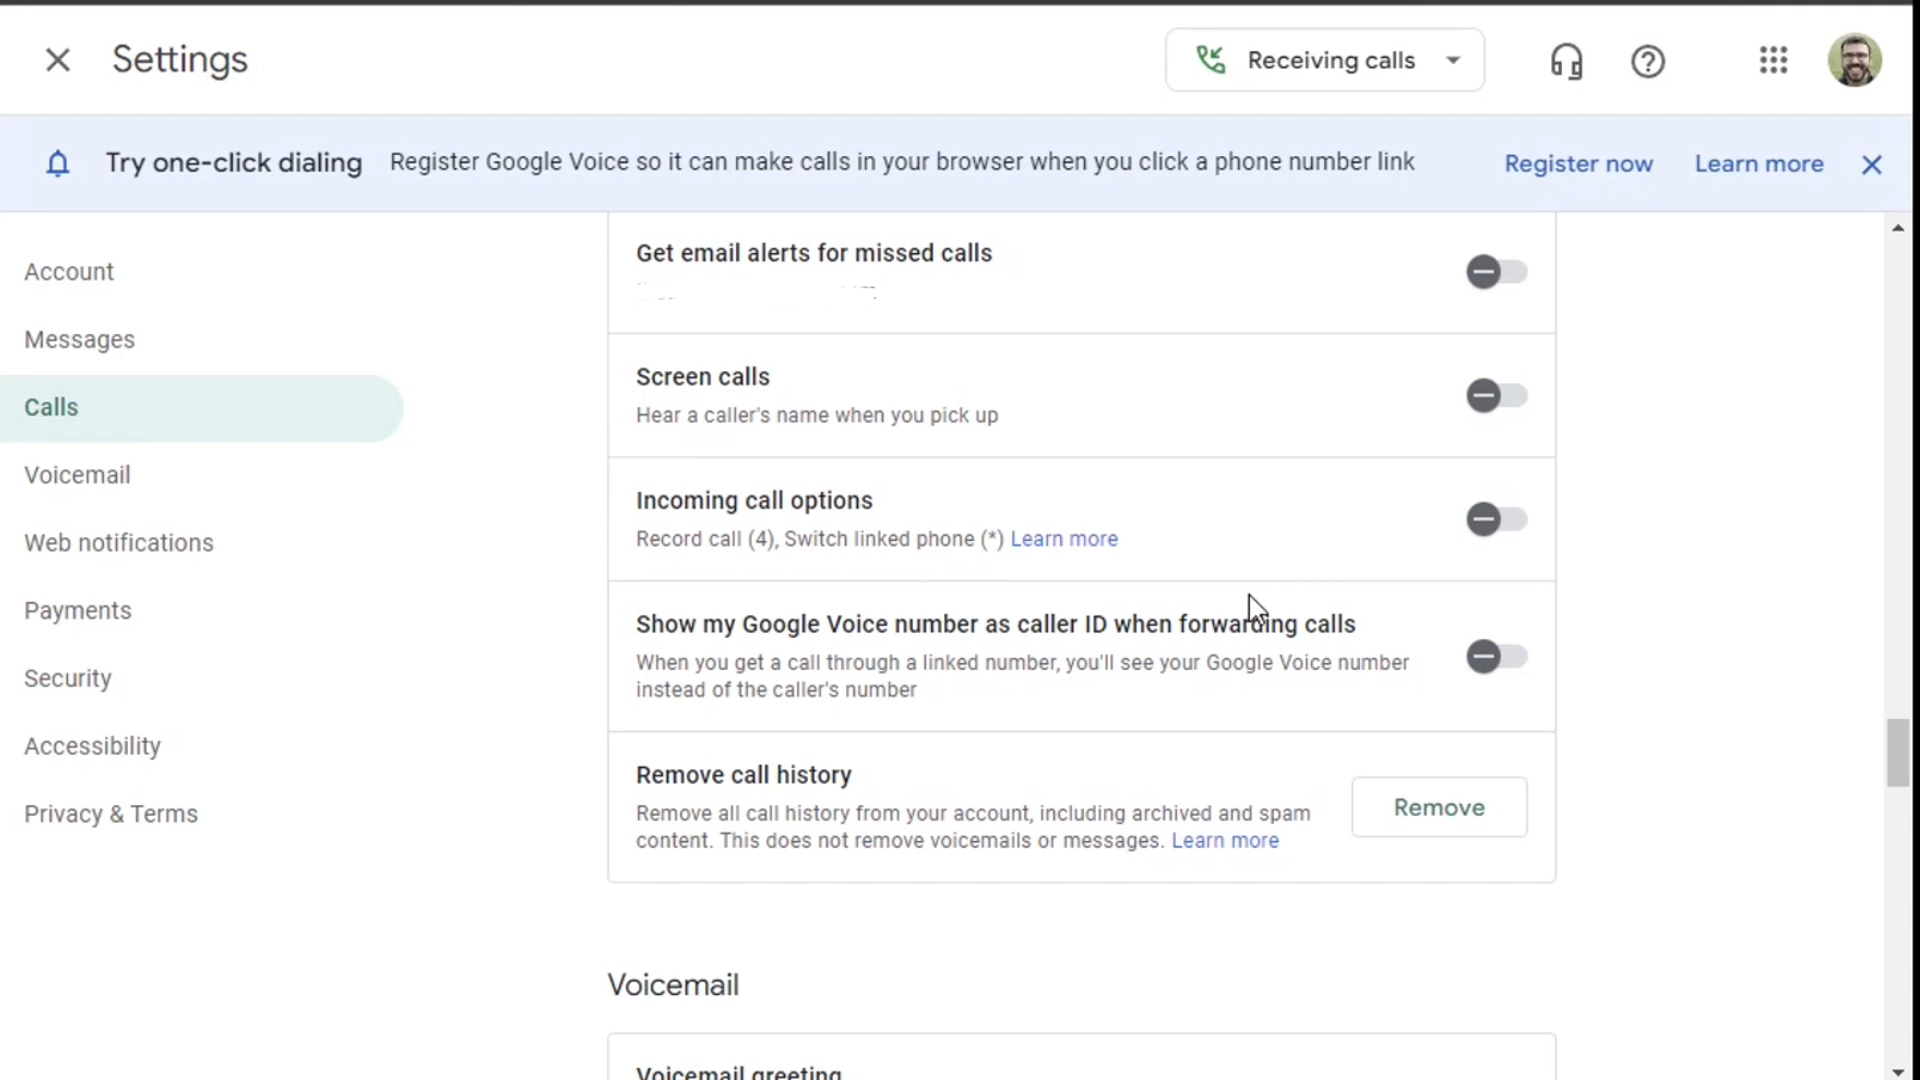 Settings
Receiving calls
Try one-click dialing
Register Google Voice so it can make calls in your browser when you click a phone number link
Register now
Learn more
Account
Messages
Calls
Voicemail
Web notifications
Payments
Security
Accessibility
Privacy & Terms
Get email alerts for missed calls
Screen calls
Hear a caller's name when you pick up
Incoming call options
Record call (4), Switch linked phone (*) Learn more
Show my Google Voice number as caller ID when forwarding calls
When you get a call through a linked number, you'll see your Google Voice number
instead of the caller's number
Remove call history
Remove all call history from your account, including archived and spam
content. This does not remove voicemails or messages. Learn more
Remove
Voicemail
Voicemail greeting